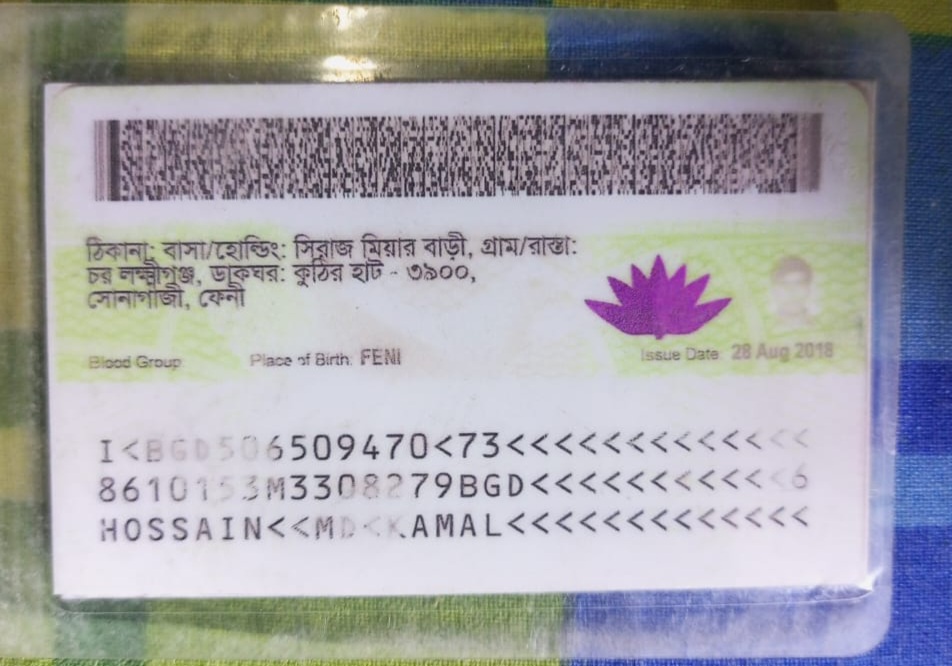 ঠিকানা: বাসা/হোল্ডিং: সিরাজ মিয়ার বাড়ী, গ্রাম/রাস্তা:
চর লক্ষ্মীগঞ্জ, ডাকঘর: কুঠির হাট - ৩৯০০,
সোনাগাজী, ফেনী
Blood Group Place of Birth: FENI Issue Date 28 Aug 2018
I<BGD506509470<73<<<<<<<<<<<<<
8610153M3308279BGD<<<<<<<<<<<6
HOSSAIN<<MD<KAMAL<<<<<<<<<<<<<